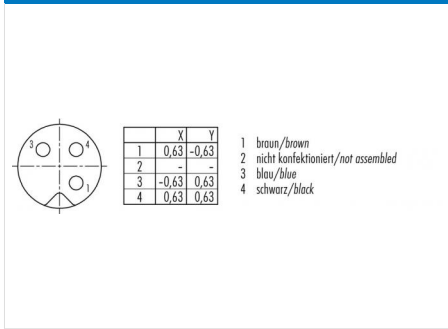 3 4
1
X Y
1 0,63 -0,63
2 - -
3 -0,63 0,63
4 0,63 0,63
1 braun/brown
2 nicht konfektioniert/not assembled
3 blau/blue
4 schwarz/black